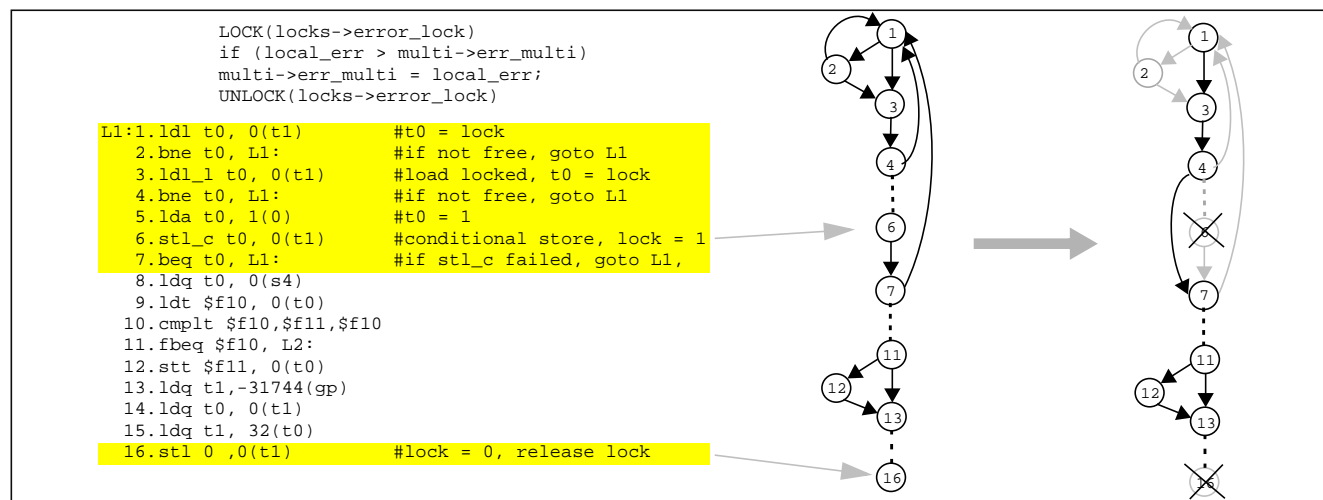 LOCK(locks->error_lock)
if (local_err > multi->err_multi)
multi->err_multi = local_err;
UNLOCK(locks->error_lock)
L1:1.ldl t0, 0(t1) #t0 = lock
2.bne t0, L1: #if not free, goto L1
3.ldl_l t0, 0(t1) #load locked, t0 = lock
4.bne t0, L1: #if not free, goto L1
5.lda t0, 1(0) #t0 = 1
6.stl_c t0, 0(t1) #conditional store, lock = 1
7.beq t0, L1: #if stl_c failed, goto L1,
8.ldq t0, 0(s4)
9.ldt $f10, 0(t0)
10.cmplt $f10,$f11,$f10
11.fbeq $f10, L2:
12.stt $f11, 0(t0)
13.ldq t1,-31744(gp)
14.ldq t0, 0(t1)
15.ldq t1, 32(t0)
16.stl 0 ,0(t1) #lock = 0, release lock
1
2
3
4
6
7
11
12
13
16
1
2
3
4
6
7
11
12
13
16